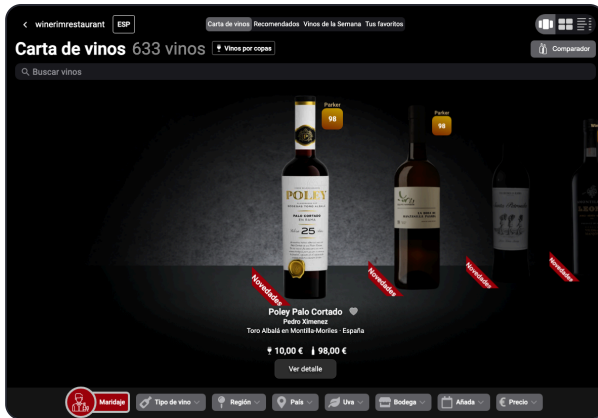 winerimrestaurant ESP Carta de vinos Recomendados Vinos de la Semana Tus favoritos
Carta de vinos 633 vinos Vinos por copas Comparador
Buscar vinos
Parker
98
Parker
98
POLEY
PALO CORTADO
25
Novedades
Novedades
Novedades
Novedades
Poley Palo Cortado
Pedro Ximenez
Toro Albalá en Montilla-Moriles - España
10,00 € 98,00 €
Ver detalle
Maridaje Tipo de vino Región País Uva Bodega Añada € Precio